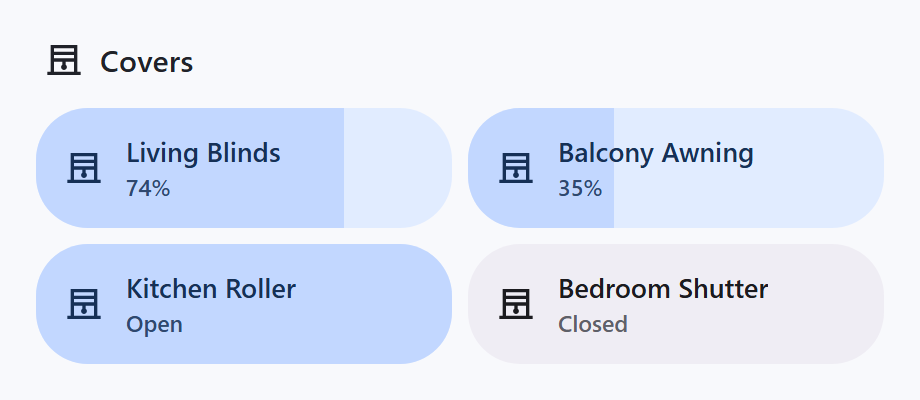 Covers
Living Blinds
74%
Balcony Awning
35%
Kitchen Roller
Open
Bedroom Shutter
Closed